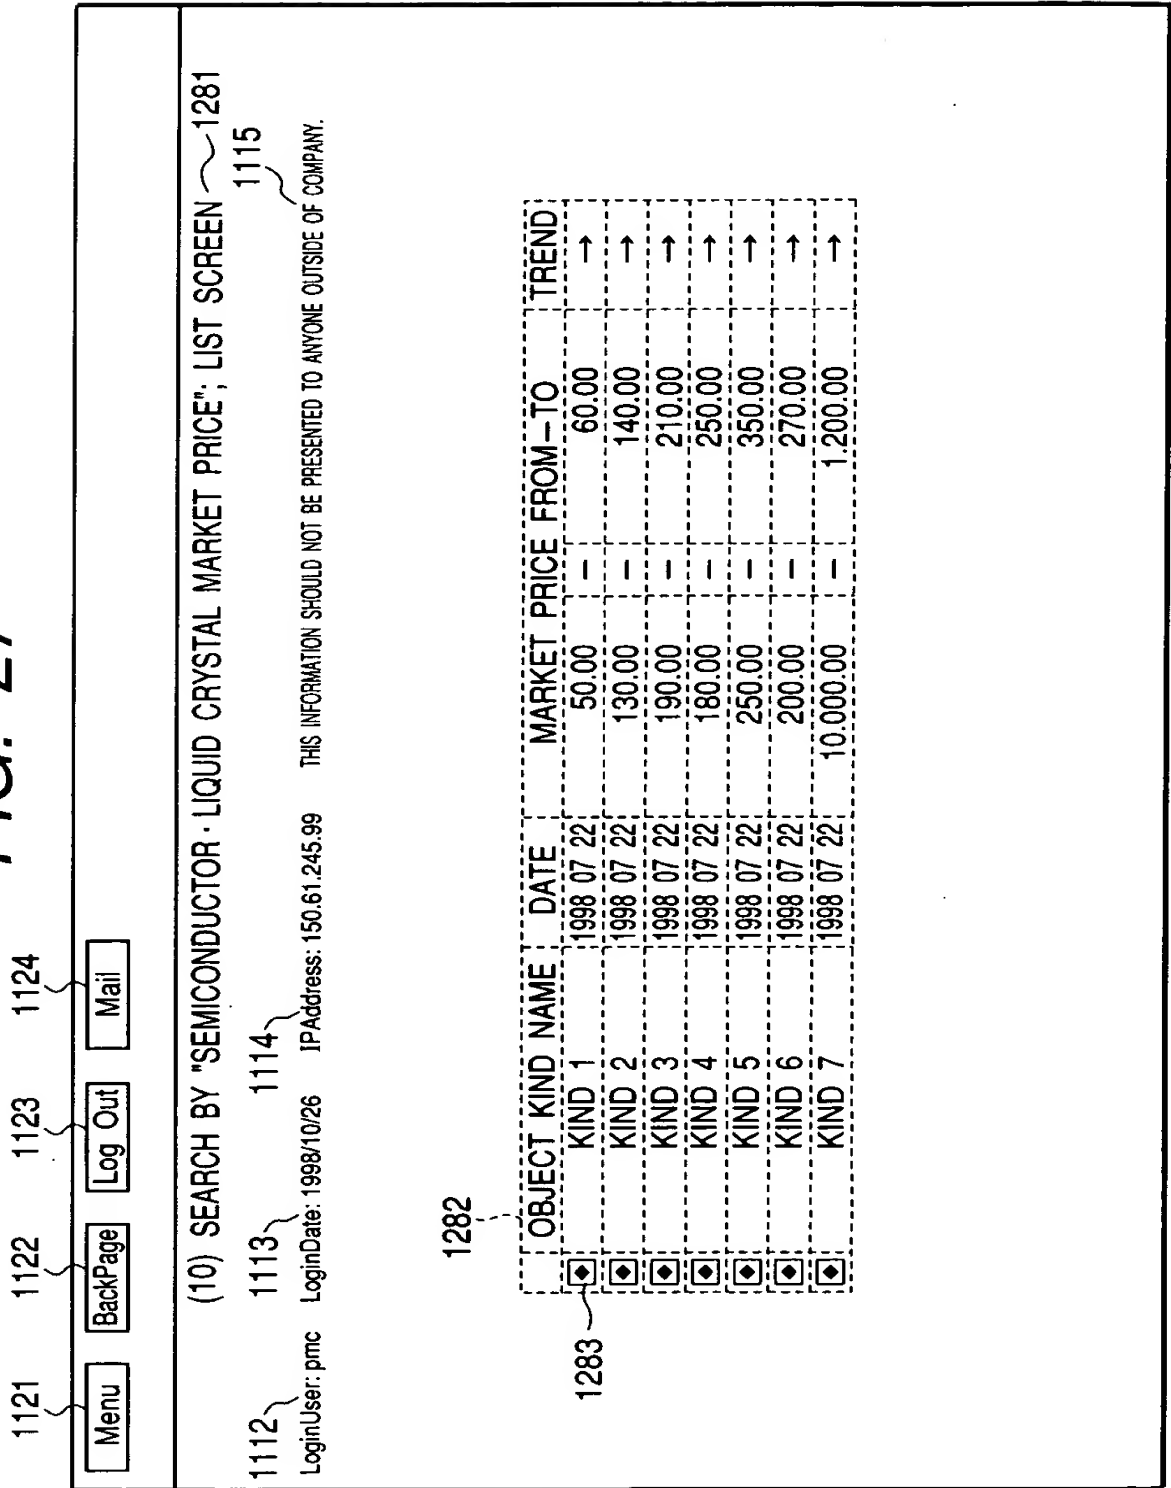 FIG. 27
1121 1122 1123 1124
Menu BackPage Log Out Mail
(10) SEARCH BY "SEMICONDUCTOR · LIQUID CRYSTAL MARKET PRICE"; LIST SCREEN 1281
1112 1113 1114 1115
LoginUser: pmc LoginDate: 1998/10/26 IPAddress: 150.61.245.99 THIS INFORMATION SHOULD NOT BE PRESENTED TO ANYONE OUTSIDE OF COMPANY.
1282
OBJECT KIND NAME DATE MARKET PRICE FROM–TO TREND
KIND 1 1998 07 22 50.00 – 60.00 →
KIND 2 1998 07 22 130.00 – 140.00 →
KIND 3 1998 07 22 190.00 – 210.00 →
KIND 4 1998 07 22 180.00 – 250.00 →
KIND 5 1998 07 22 250.00 – 350.00 →
KIND 6 1998 07 22 200.00 – 270.00 →
KIND 7 1998 07 22 10.000.00 – 1.200.00 →
1283